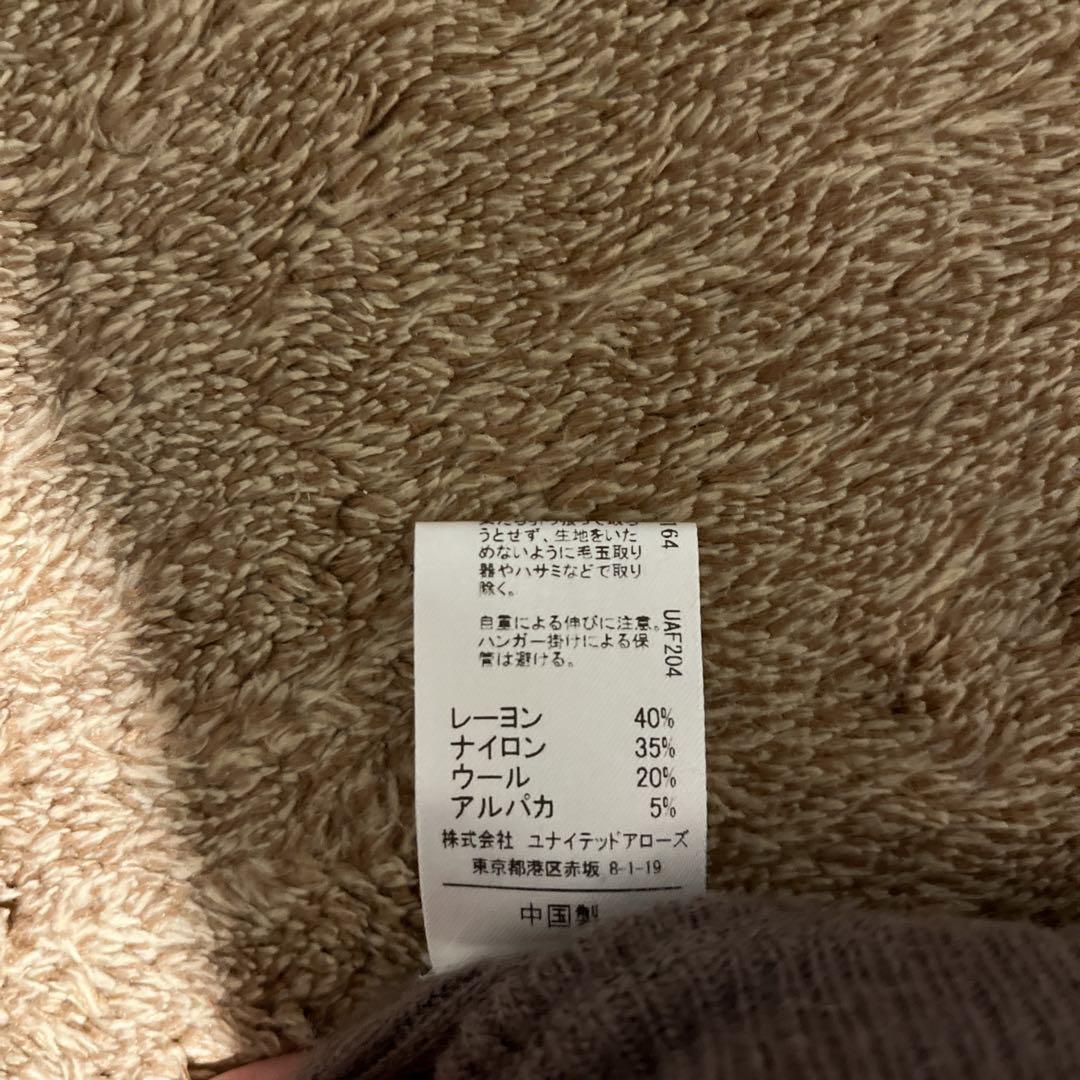 うとせず、生地をいた
めないように毛玉取り
器やハサミなどで取り
除く。
自重による伸びに注意。
ハンガー掛けによる保
管は避ける。
レーヨン 40%
ナイロン 35%
ウール 20%
アルパカ 5%
株式会社 ユナイテッドアローズ
東京都港区赤坂 8-1-19
中国製
164 UAF204